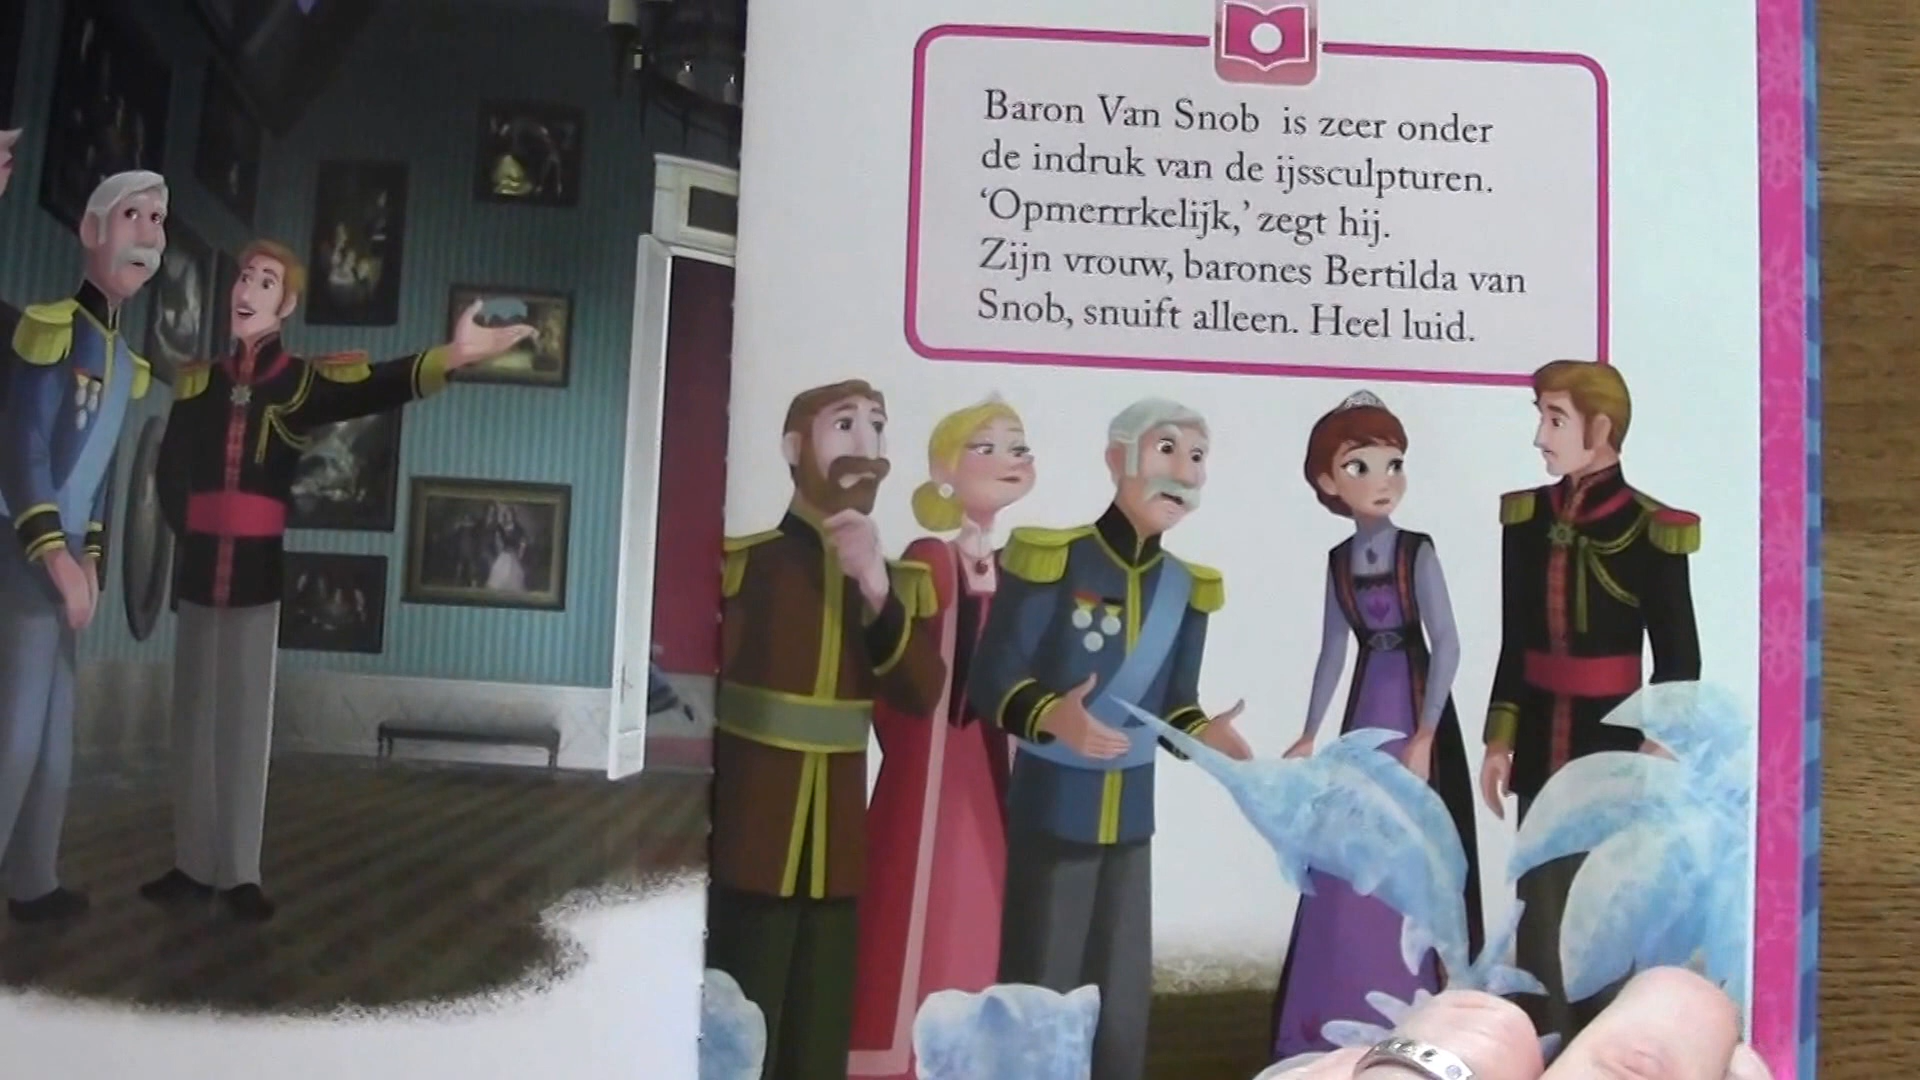 Baron Van Snob is zeer onder
de indruk van de ijssculpturen.
‘Opmerrrkelijk,’ zegt hij.
Zijn vrouw, barones Bertilda van
Snob, snuift alleen. Heel luid.